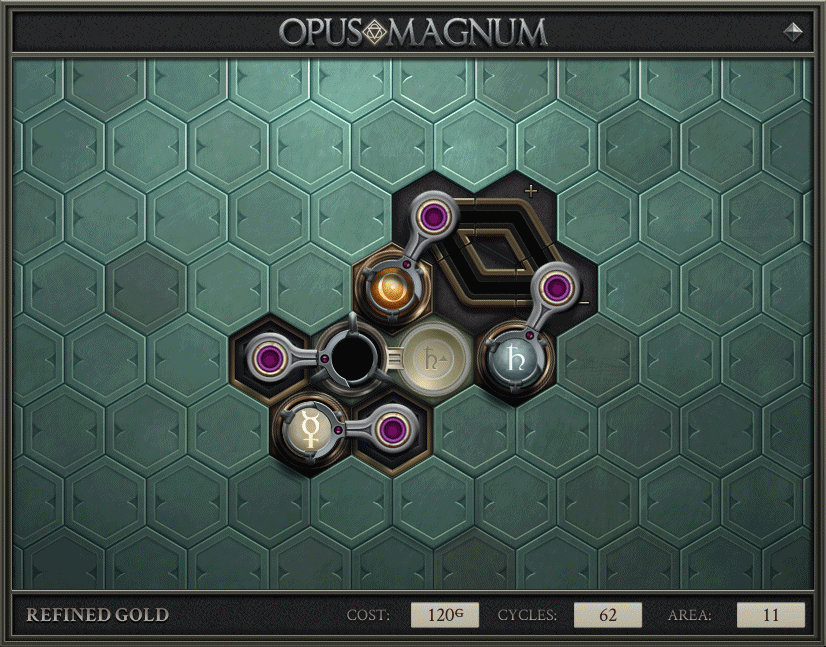 OPUS MAGNUM
REFINED GOLD
COST: 120G
CYCLES: 62
AREA: 11